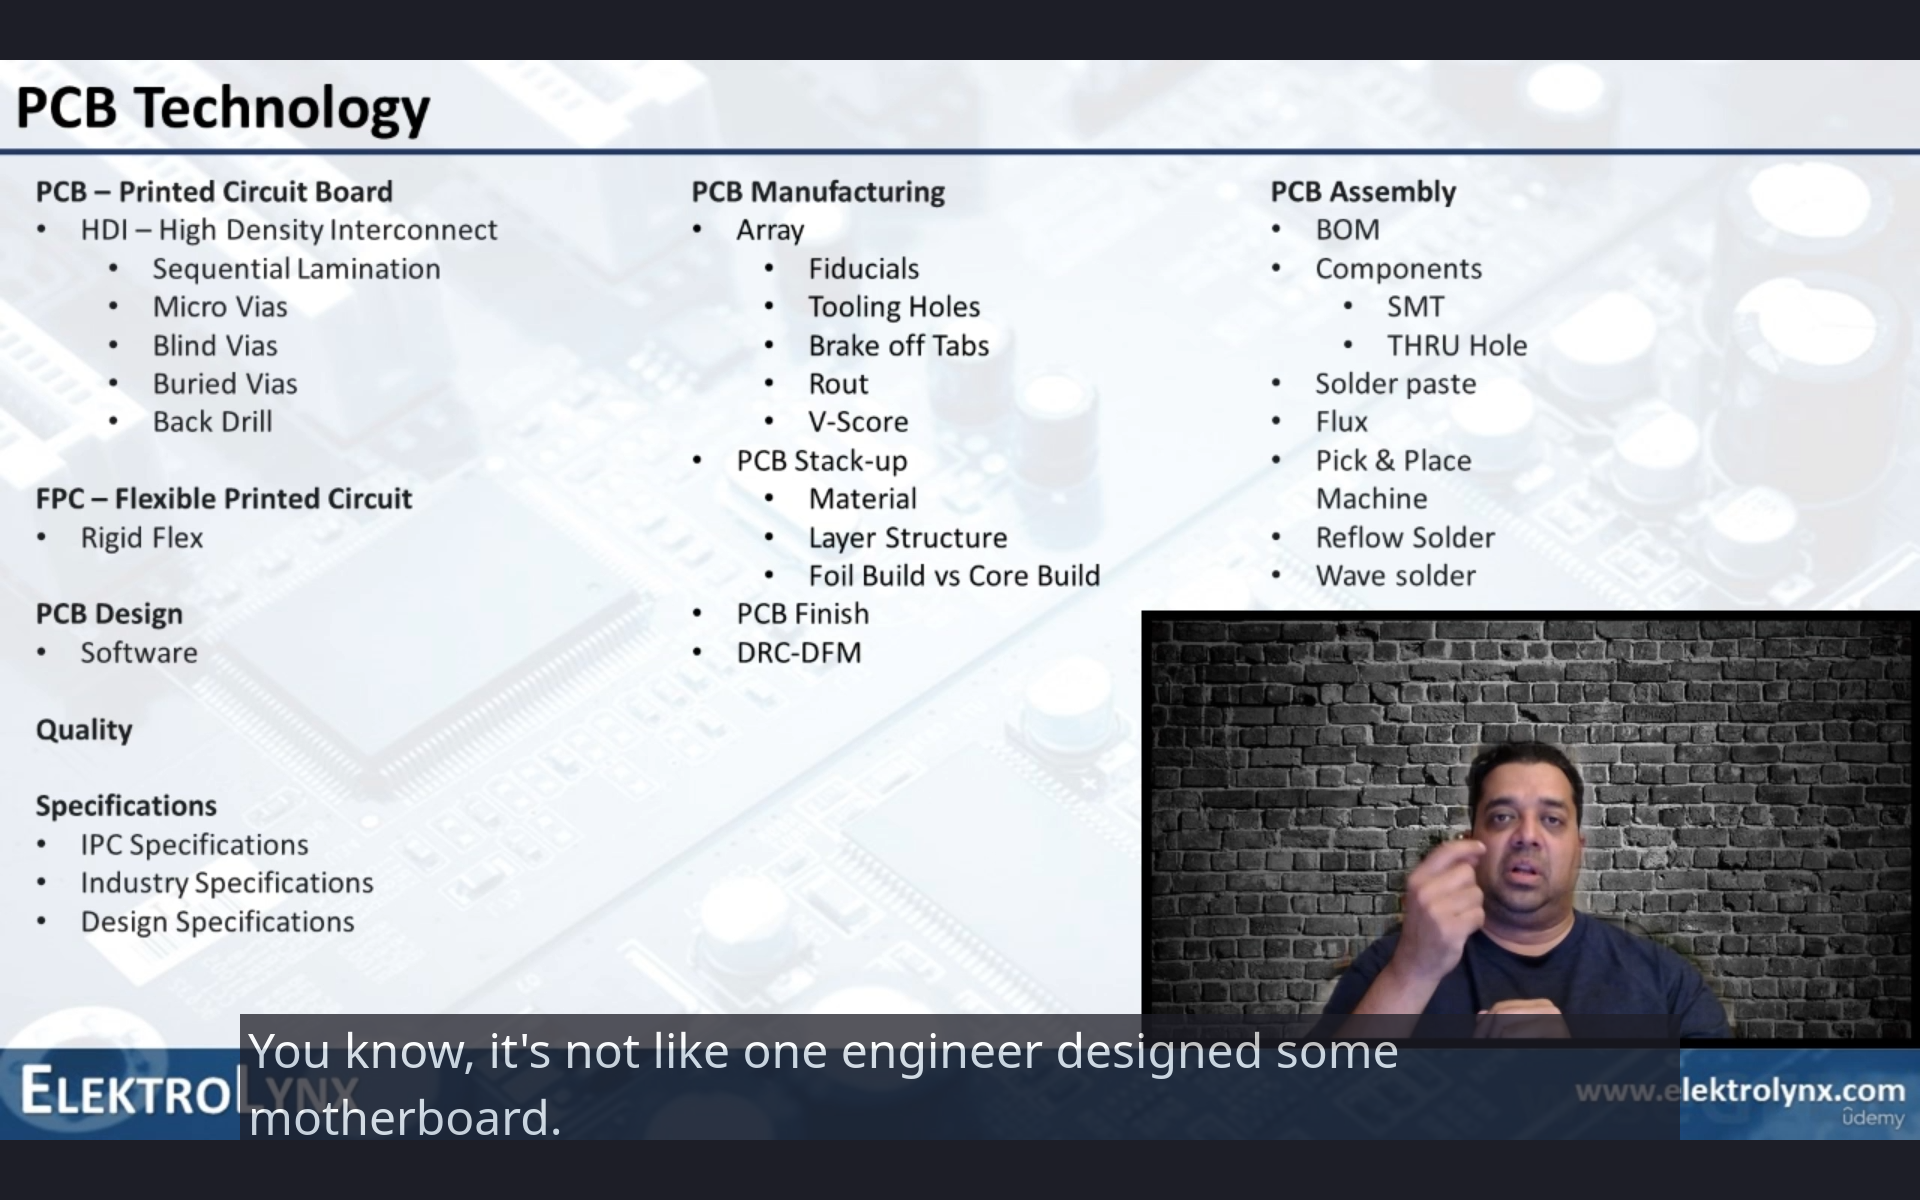 PCB Technology
PCB – Printed Circuit Board
• HDI – High Density Interconnect
• Sequential Lamination
• Micro Vias
• Blind Vias
• Buried Vias
• Back Drill
FPC – Flexible Printed Circuit
• Rigid Flex
PCB Design
• Software
Quality
Specifications
• IPC Specifications
• Industry Specifications
• Design Specifications
PCB Manufacturing
• Array
• Fiducials
• Tooling Holes
• Brake off Tabs
• Rout
• V-Score
• PCB Stack-up
• Material
• Layer Structure
• Foil Build vs Core Build
• PCB Finish
• DRC-DFM
PCB Assembly
• BOM
• Components
• SMT
• THRU Hole
• Solder paste
• Flux
• Pick & Place
Machine
• Reflow Solder
• Wave solder
You know, it's not like one engineer designed some
motherboard.
ELEKTROLYNX
www.elektrolynx.com
ûdemy